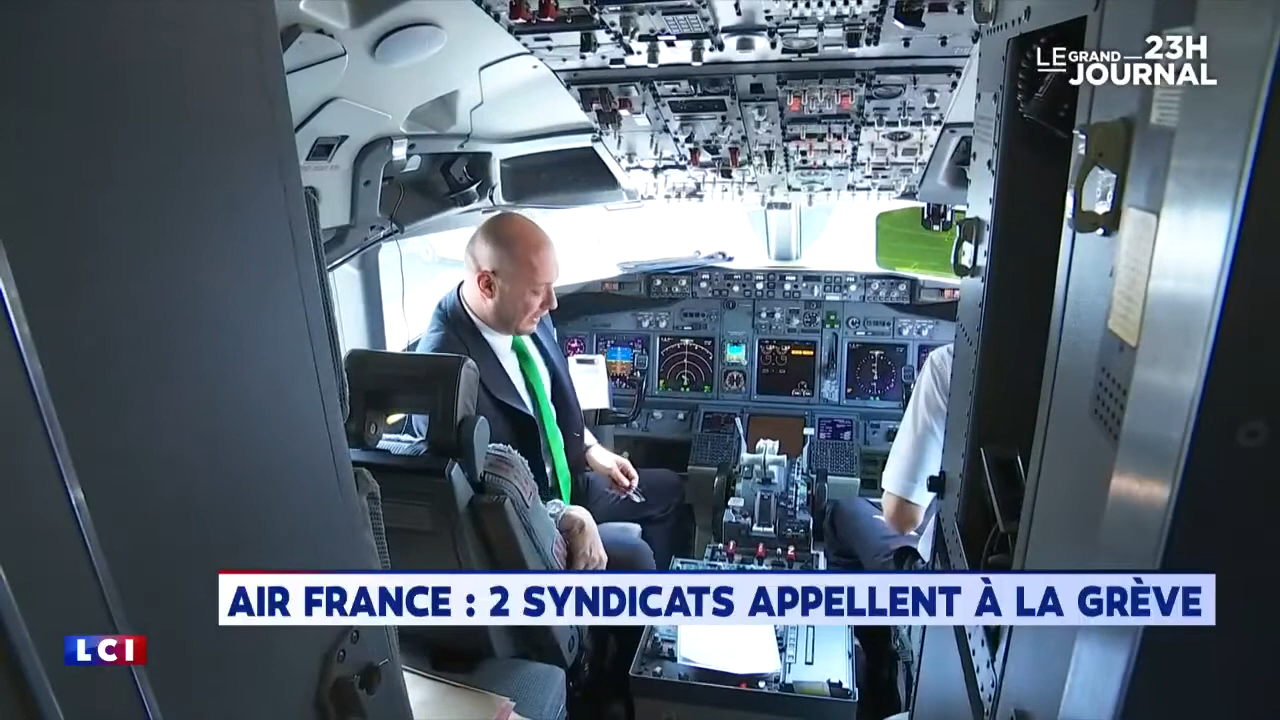 LE GRAND 23H
JOURNAL
AIR FRANCE : 2 SYNDICATS APPELLENT À LA GRÈVE
LCI